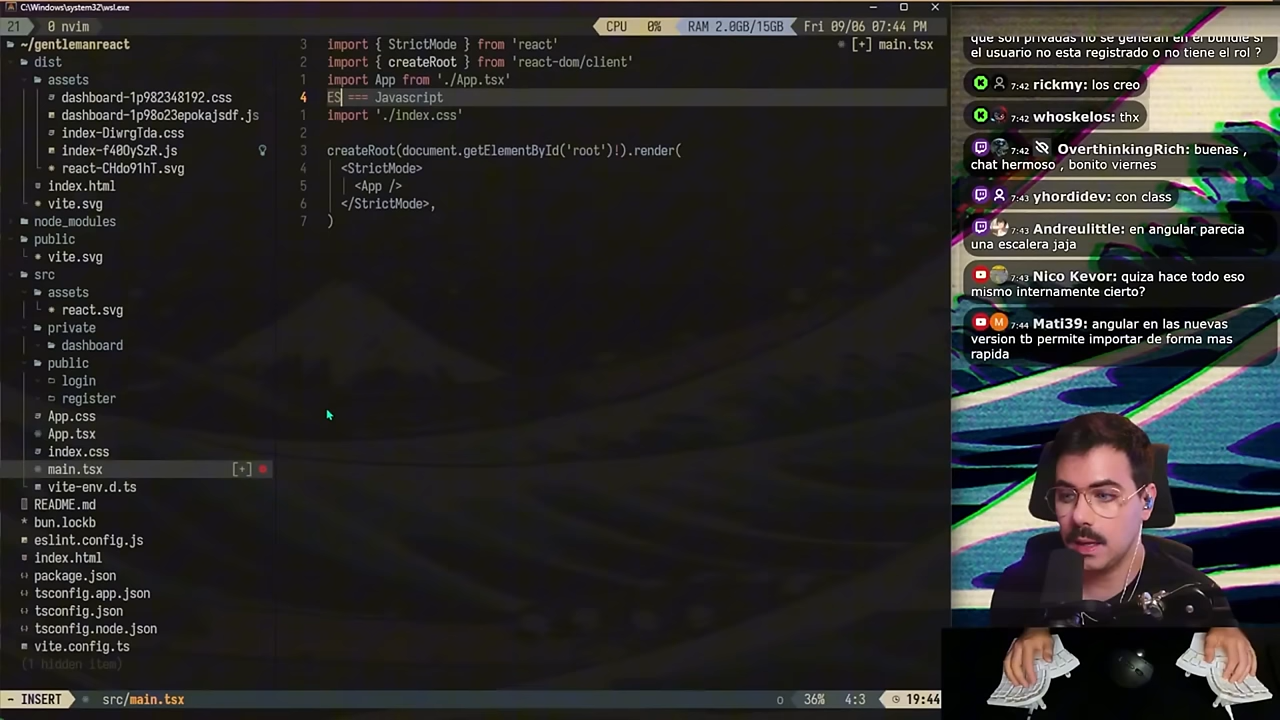 C:\Windows\system32\wsl.exe
21 0 nvim
CPU 0% RAM 2.0GB/15GB Fri 09/06 07:44 PM
~/gentlemanreact
dist
assets
dashboard-1p982348192.css
dashboard-1p98o23epokajsdf.js
index-DiwrgTda.css
index-f40OySzR.js
react-CHdo91HT.svg
index.html
vite.svg
node_modules
public
vite.svg
src
assets
react.svg
private
dashboard
public
login
register
App.css
App.tsx
index.css
main.tsx [+]
vite-env.d.ts
README.md
bun.lockb
eslint.config.js
index.html
package.json
tsconfig.app.json
tsconfig.json
tsconfig.node.json
vite.config.ts
(1 hidden item)
[+] main.tsx
3 import { StrictMode } from 'react'
2 import { createRoot } from 'react-dom/client'
1 import App from './App.tsx'
4 ES === Javascript
1 import './index.css'
2
3 createRoot(document.getElementById('root')!).render(
4 <StrictMode>
5 <App />
6 </StrictMode>,
7 )
~ INSERT src/main.tsx 36% 4:3 19:44
que son privadas no se generan en el bundle si
el usuario no esta registrado o no tiene el rol ?
7:42 rickmy: los creo
7:42 whoskelos: thx
7:42 OverthinkingRich: buenas ,
chat hermoso , bonito viernes
7:43 yhordidev: con class
7:43 Andreulittle: en angular parecia
una escalera jaja
7:43 Nico Kevor: quiza hace todo eso
mismo internamente cierto?
M 7:44 Mati39: angular en las nuevas
version tb permite importar de forma mas
rapida